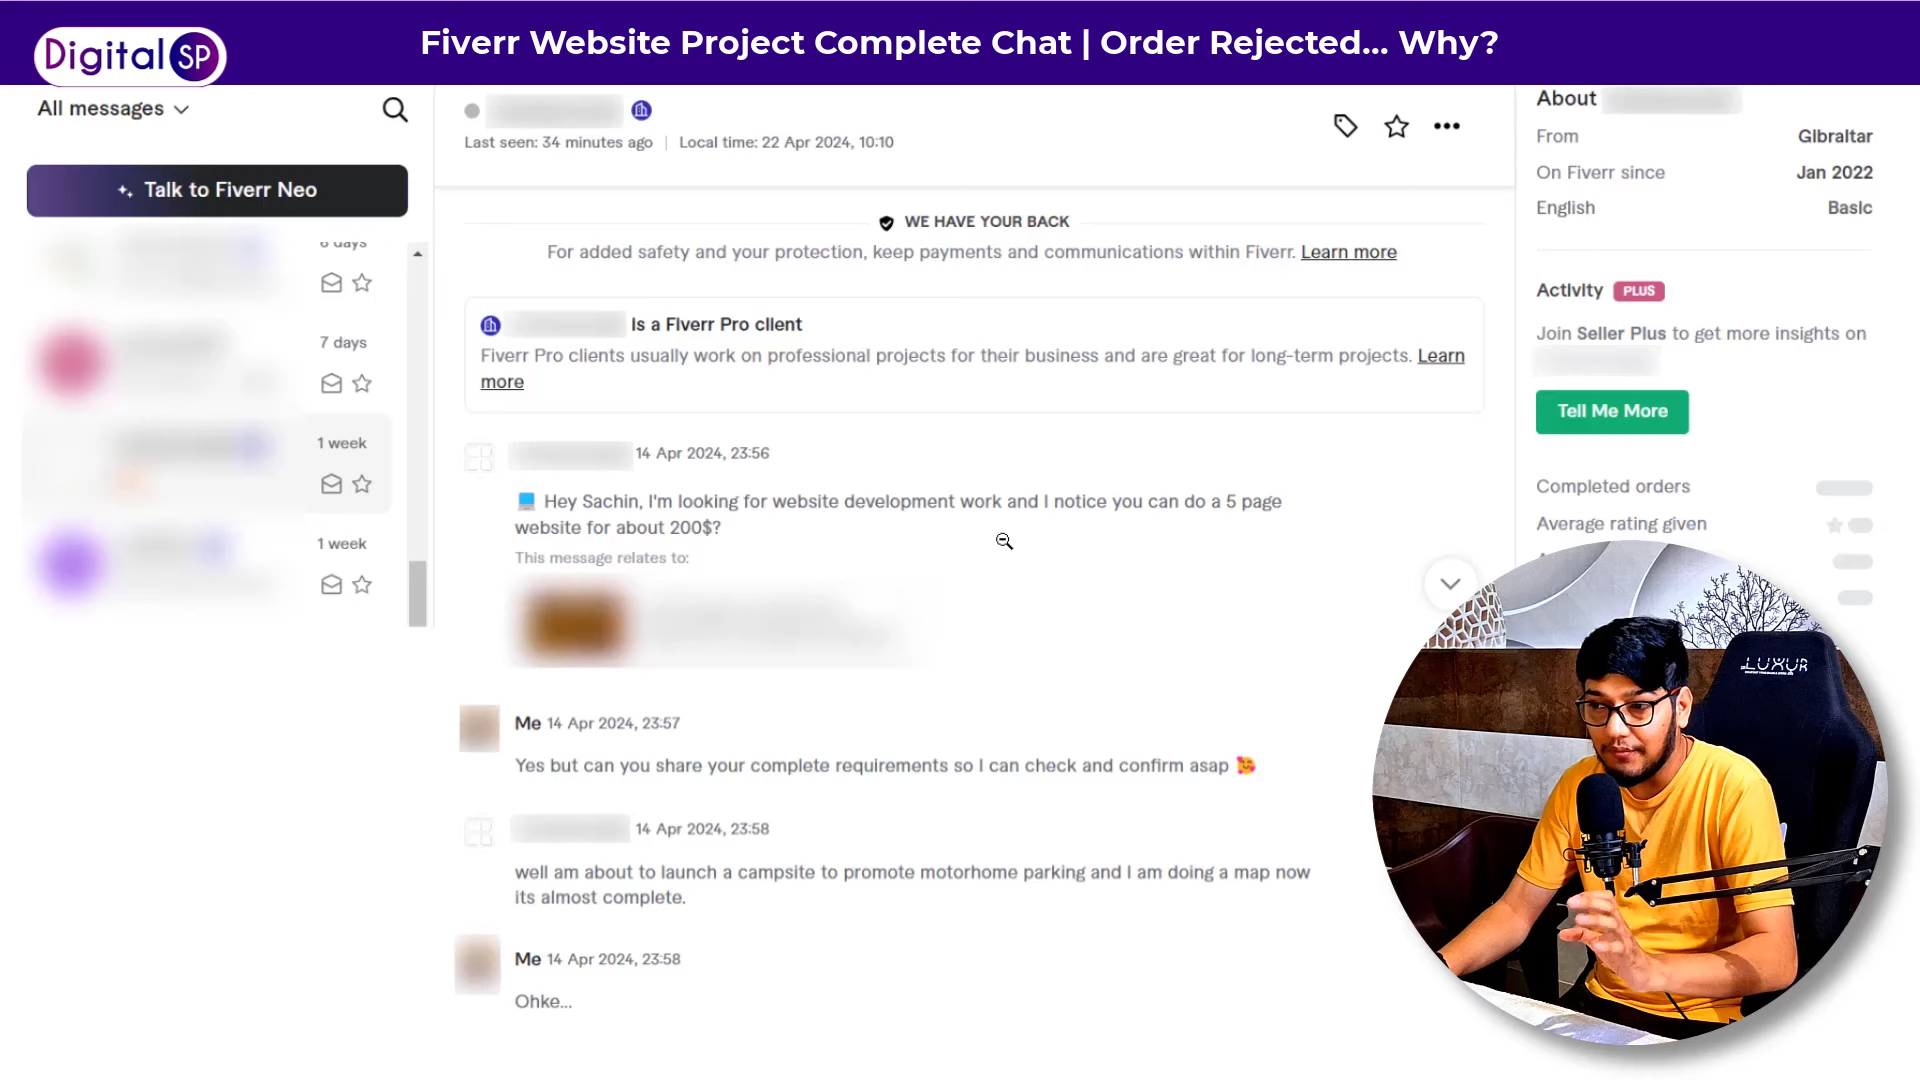 Digital SP
Fiverr Website Project Complete Chat | Order Rejected... Why?
All messages
Talk to Fiverr Neo
6 days
7 days
1 week
1 week
Last seen: 34 minutes ago | Local time: 22 Apr 2024, 10:10
WE HAVE YOUR BACK
For added safety and your protection, keep payments and communications within Fiverr. Learn more
Is a Fiverr Pro client
Fiverr Pro clients usually work on professional projects for their business and are great for long-term projects. Learn
more
14 Apr 2024, 23:56
Hey Sachin, I'm looking for website development work and I notice you can do a 5 page
website for about 200$?
This message relates to:
Me 14 Apr 2024, 23:57
Yes but can you share your complete requirements so I can check and confirm asap 🥰
14 Apr 2024, 23:58
well am about to launch a campsite to promote motorhome parking and I am doing a map now
its almost complete.
Me 14 Apr 2024, 23:58
Ohke...
About
From Gibraltar
On Fiverr since Jan 2022
English Basic
Activity PLUS
Join Seller Plus to get more insights on
Tell Me More
Completed orders
Average rating given
LUXUR